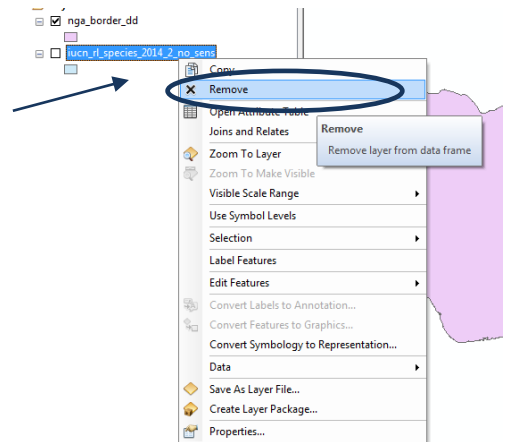 nga_border_dd
iucn_rl_species_2014_2_no_sens
Copy
Remove
Open Attribute Table
Joins and Relates
Remove
Remove layer from data frame
Zoom To Layer
Zoom To Make Visible
Visible Scale Range
Use Symbol Levels
Selection
Label Features
Edit Features
Convert Labels to Annotation...
Convert Features to Graphics...
Convert Symbology to Representation...
Data
Save As Layer File...
Create Layer Package...
Properties...